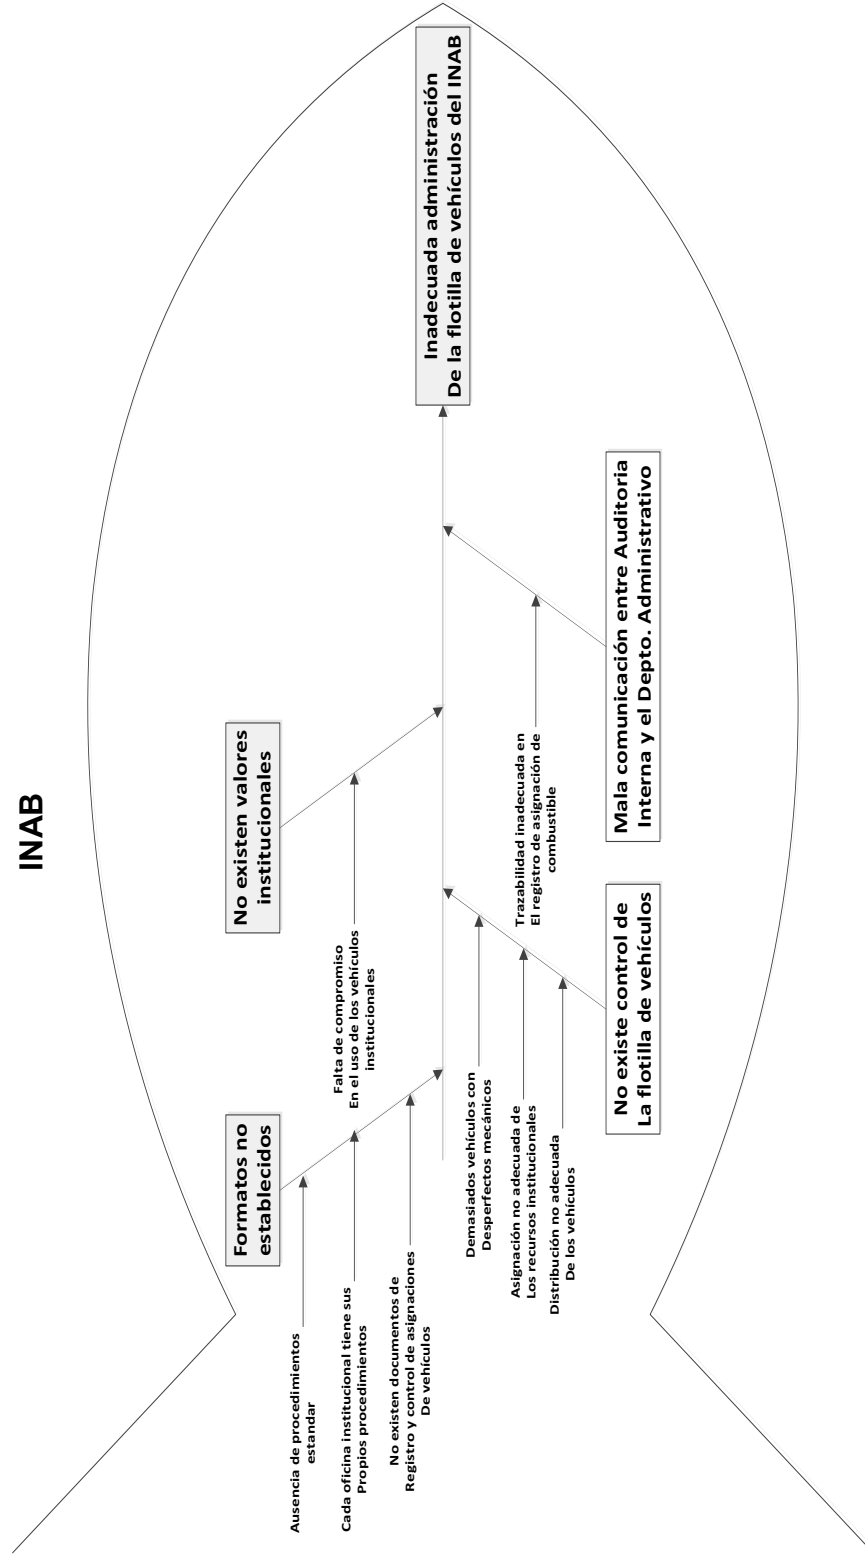 INAB
Formatos no
establecidos
No existen valores
institucionales
Ausencia de procedimientos
estandar
Cada oficina institucional tiene sus
Propios procedimientos
No existen documentos de
Registro y control de asignaciones
De vehículos
Falta de compromiso
En el uso de los vehículos
institucionales
Inadecuada administración
De la flotilla de vehículos del INAB
Demasiados vehículos con
Desperfectos mecánicos
Asignación no adecuada de
Los recursos institucionales
Distribución no adecuada
De los vehículos
Trazabilidad inadecuada en
El registro de asignación de
combustible
No existe control de
La flotilla de vehículos
Mala comunicación entre Auditoria
Interna y el Depto. Administrativo